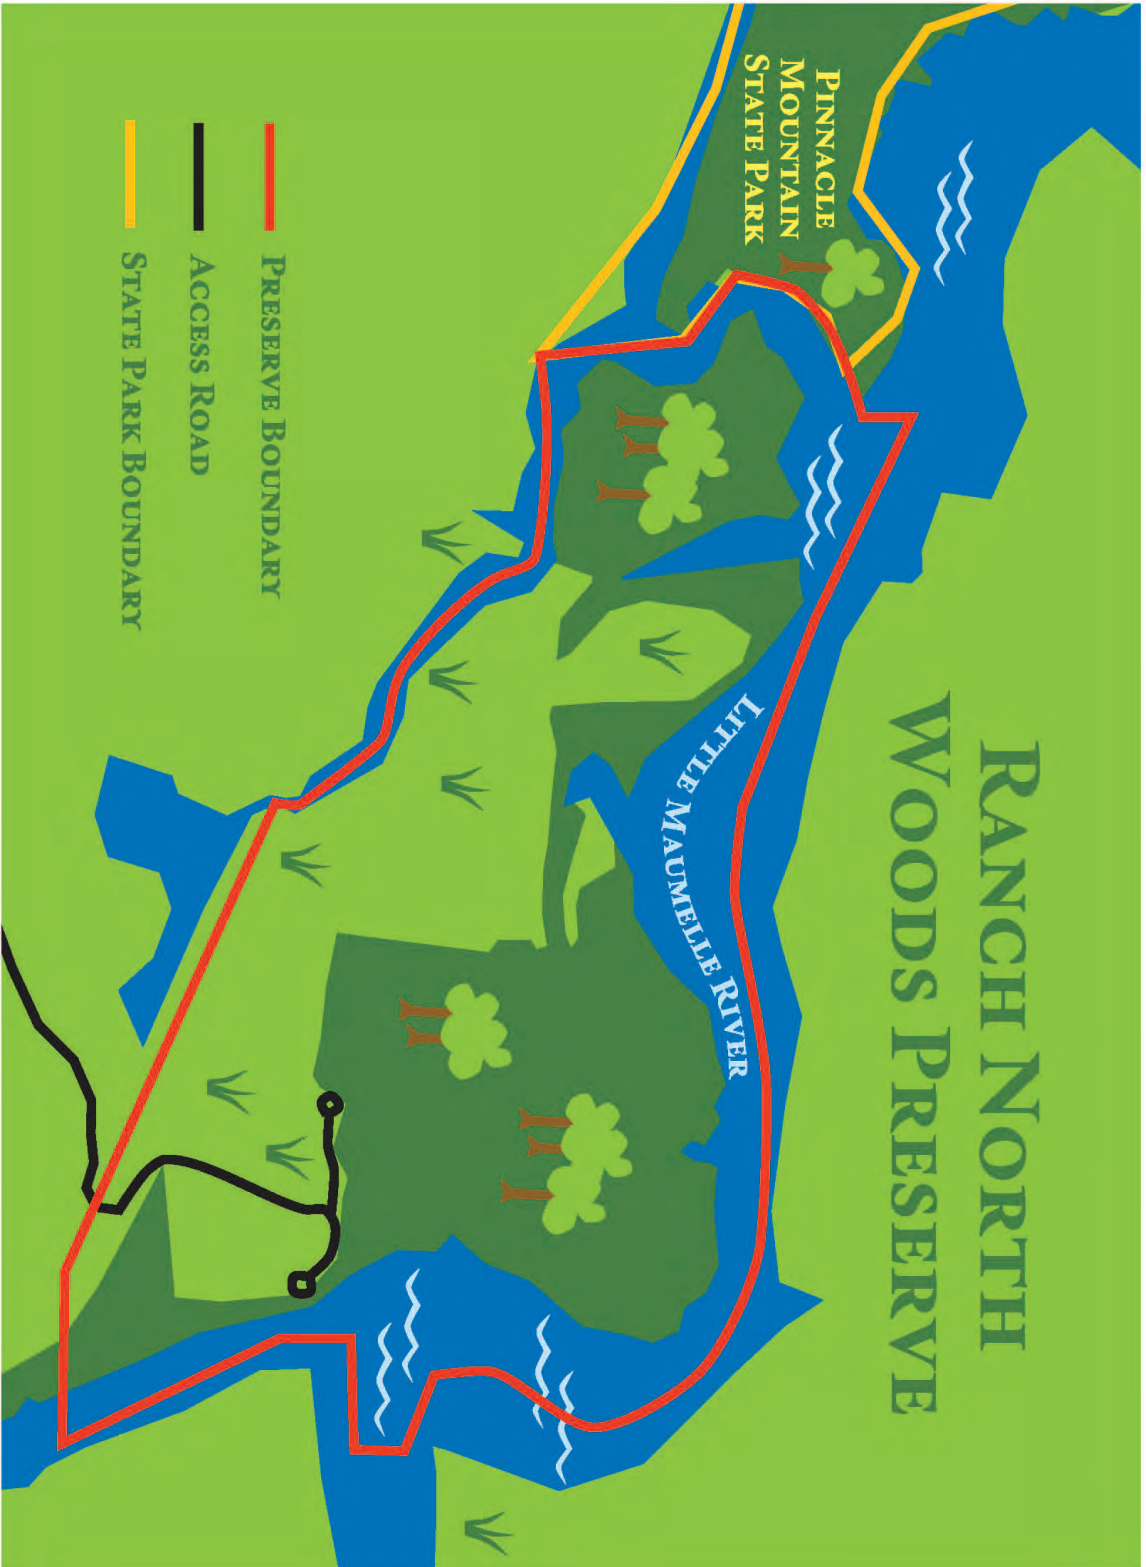 Ranch North
Woods Preserve
Pinnacle
Mountain
State Park
Little Maumelle River
Preserve Boundary
Access Road
State Park Boundary